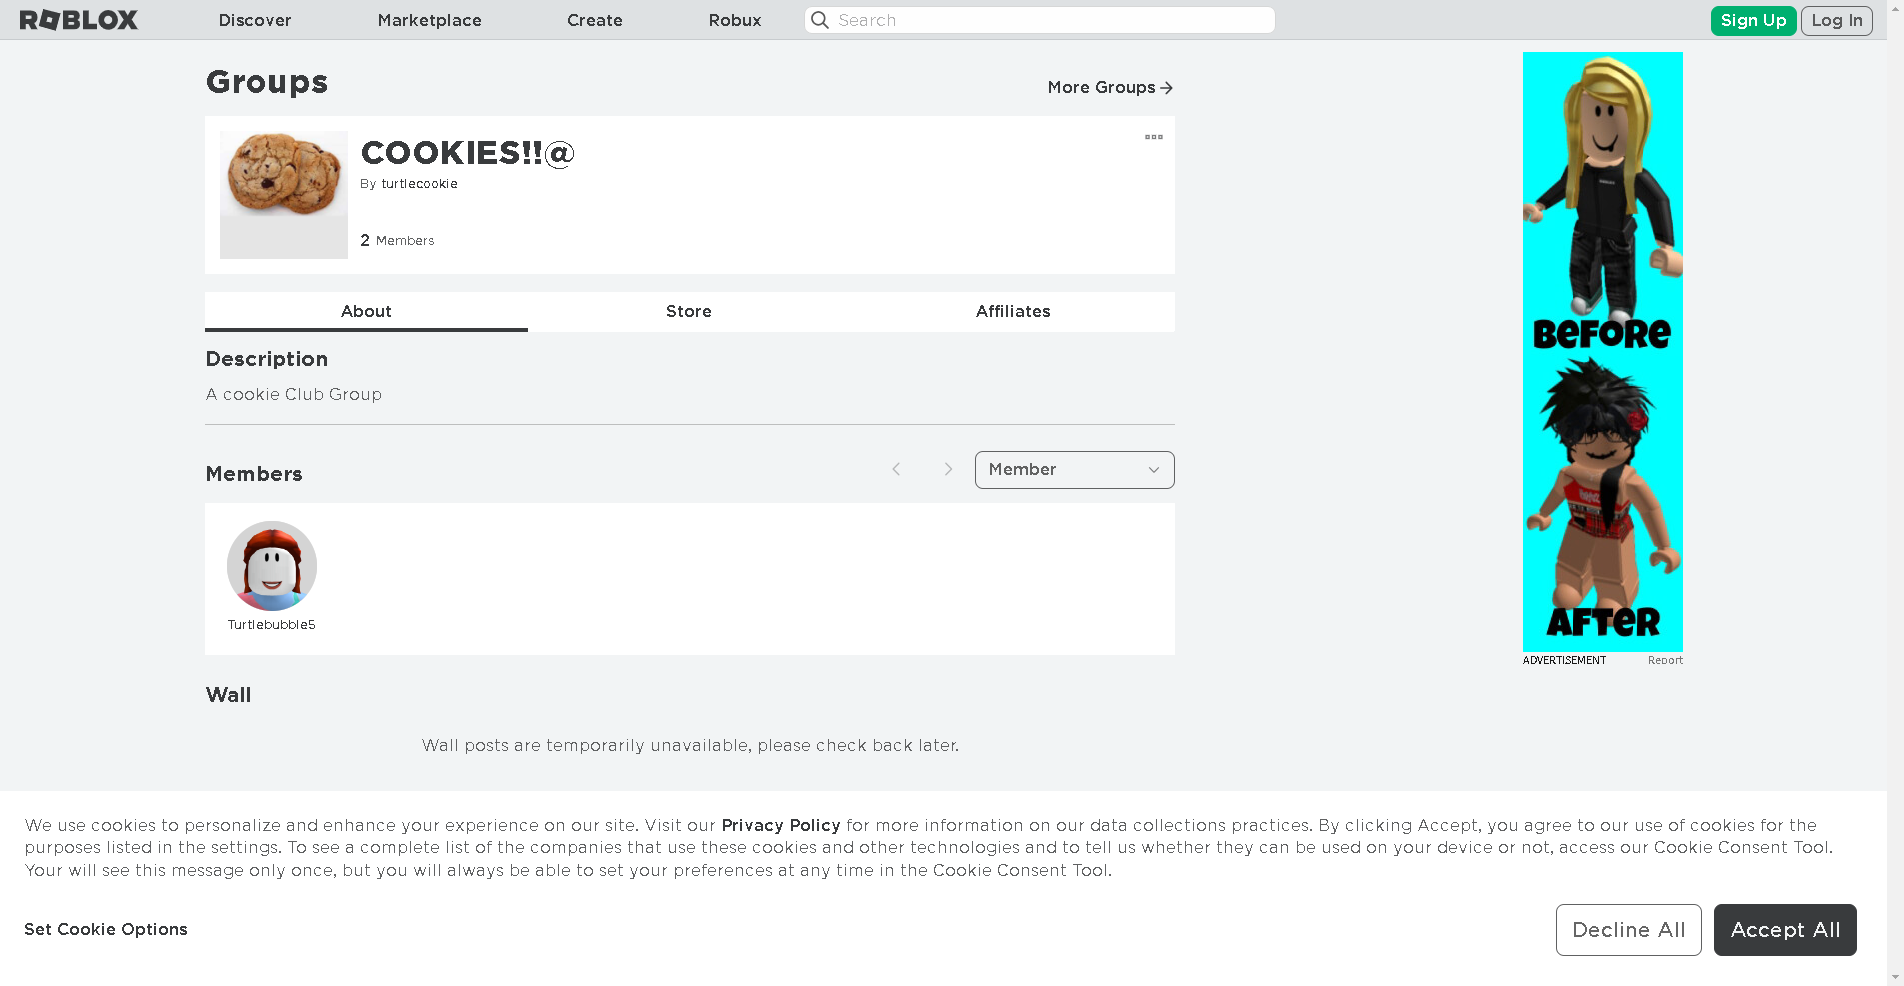 ROBLOX
Discover
Marketplace
Create
Robux
Search
Sign Up
Log In
Groups
More Groups
COOKIES!!@
By turtlecookie
2 Members
About
Store
Affiliates
Description
A cookie Club Group
Members
Member
Turtlebubble5
Wall
Wall posts are temporarily unavailable, please check back later.
BEFORE
AFTER
ADVERTISEMENT
Report
We use cookies to personalize and enhance your experience on our site. Visit our Privacy Policy for more information on our data collections practices. By clicking Accept, you agree to our use of cookies for the
purposes listed in the settings. To see a complete list of the companies that use these cookies and other technologies and to tell us whether they can be used on your device or not, access our Cookie Consent Tool.
Your will see this message only once, but you will always be able to set your preferences at any time in the Cookie Consent Tool.
Set Cookie Options
Decline All
Accept All